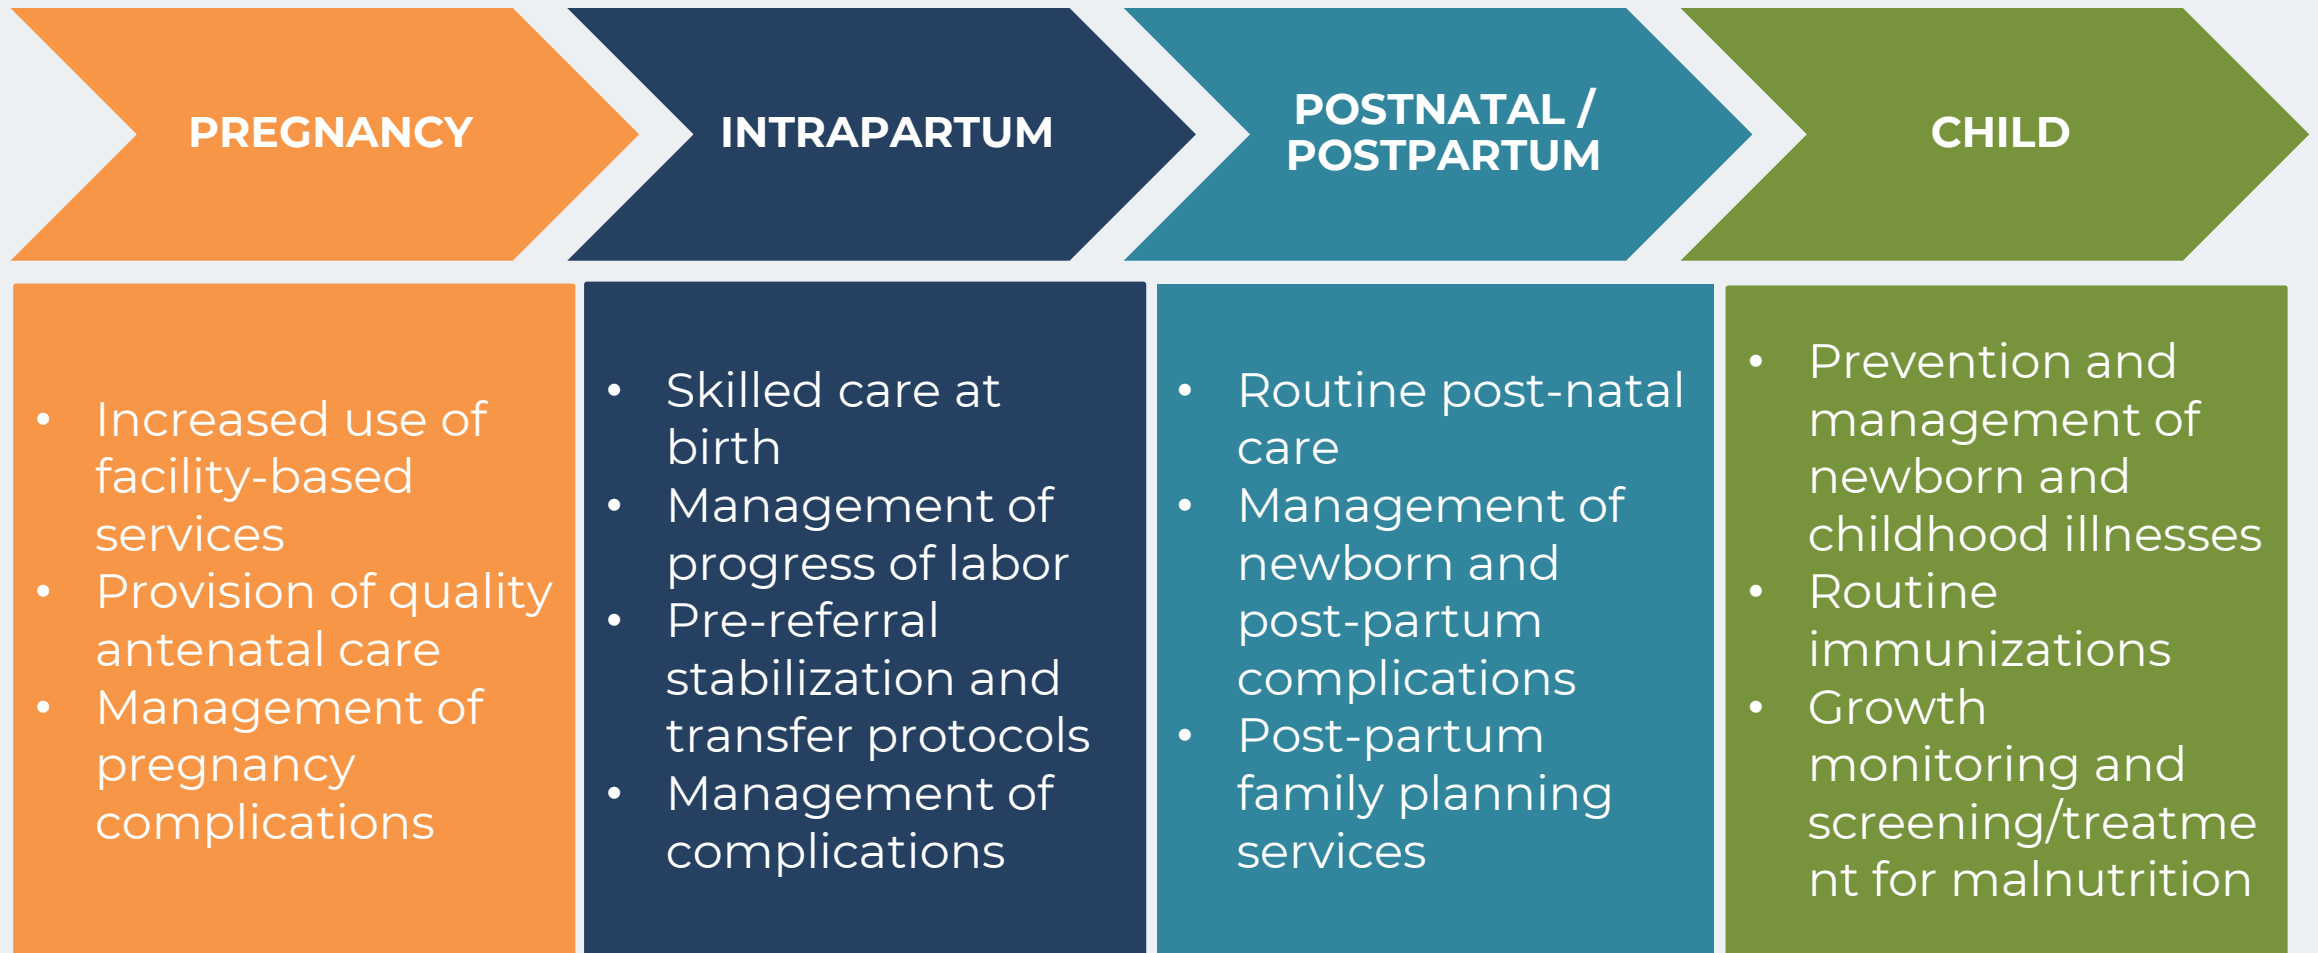 PREGNANCY
INTRAPARTUM
POSTNATAL /
POSTPARTUM
CHILD
• Increased use of
facility-based
services
• Provision of quality
antenatal care
• Management of
pregnancy
complications
• Skilled care at
birth
• Management of
progress of labor
• Pre-referral
stabilization and
transfer protocols
• Management of
complications
• Routine post-natal
care
• Management of
newborn and
post-partum
complications
• Post-partum
family planning
services
• Prevention and
management of
newborn and
childhood illnesses
• Routine
immunizations
• Growth
monitoring and
screening/treatme
nt for malnutrition